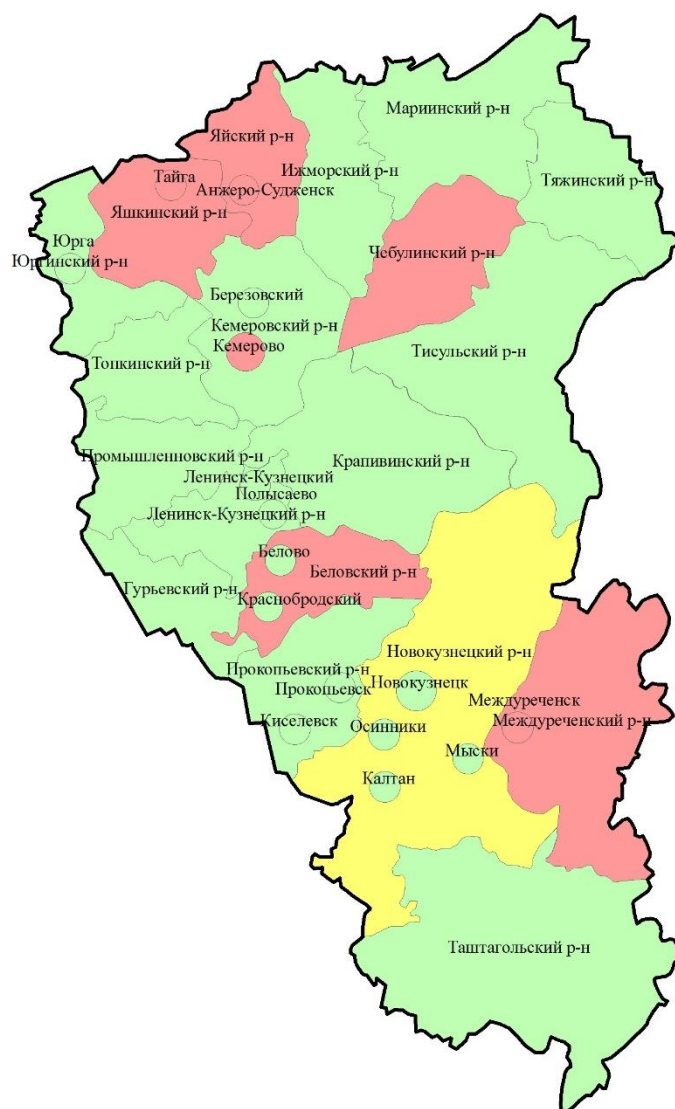 Мариинский р-н
Яйский р-н
Ижморский р-н
Тяжинский р-н
Тайга
Анжеро-Судженск
Яшкинский р-н
Юрга
Чебулинский р-н
Юргинский р-н
Березовский
Кемеровский р-н
Кемерово
Топкинский р-н
Тисульский р-н
Промышленновский р-н
Крапивинский р-н
Ленинск-Кузнецкий
Полысаево
Ленинск-Кузнецкий р-н
Белово
Беловский р-н
Гурьевский р-н
Краснобродский
Новокузнецкий р-н
Прокопьевский р-н
Новокузнецк
Прокопьевск
Междуреченск
Киселевск
Осинники
Междуреченский р-н
Мыски
Калтан
Таштагольский р-н